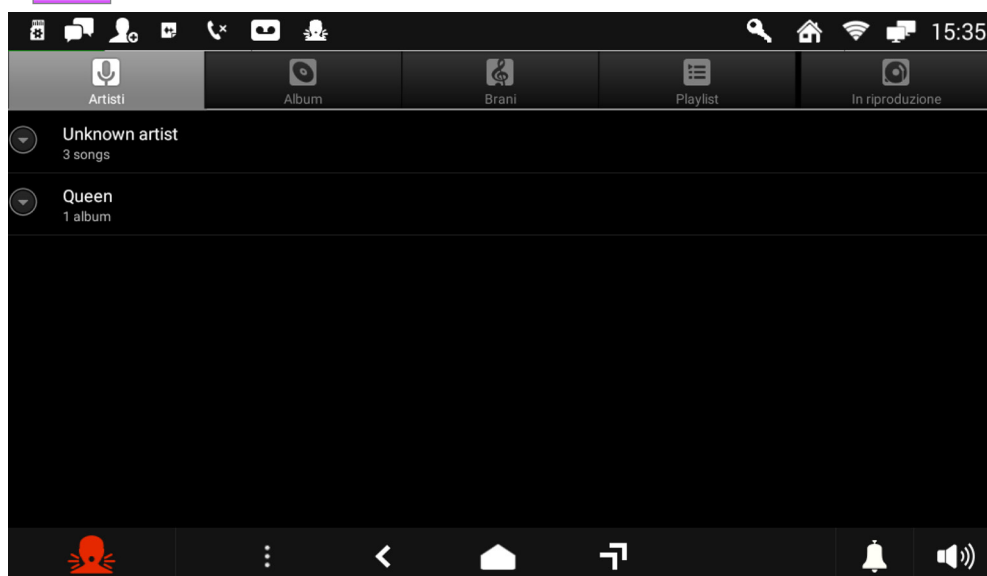 15:35
Artisti
Album
Brani
Playlist
In riproduzione
Unknown artist
3 songs
Queen
1 album